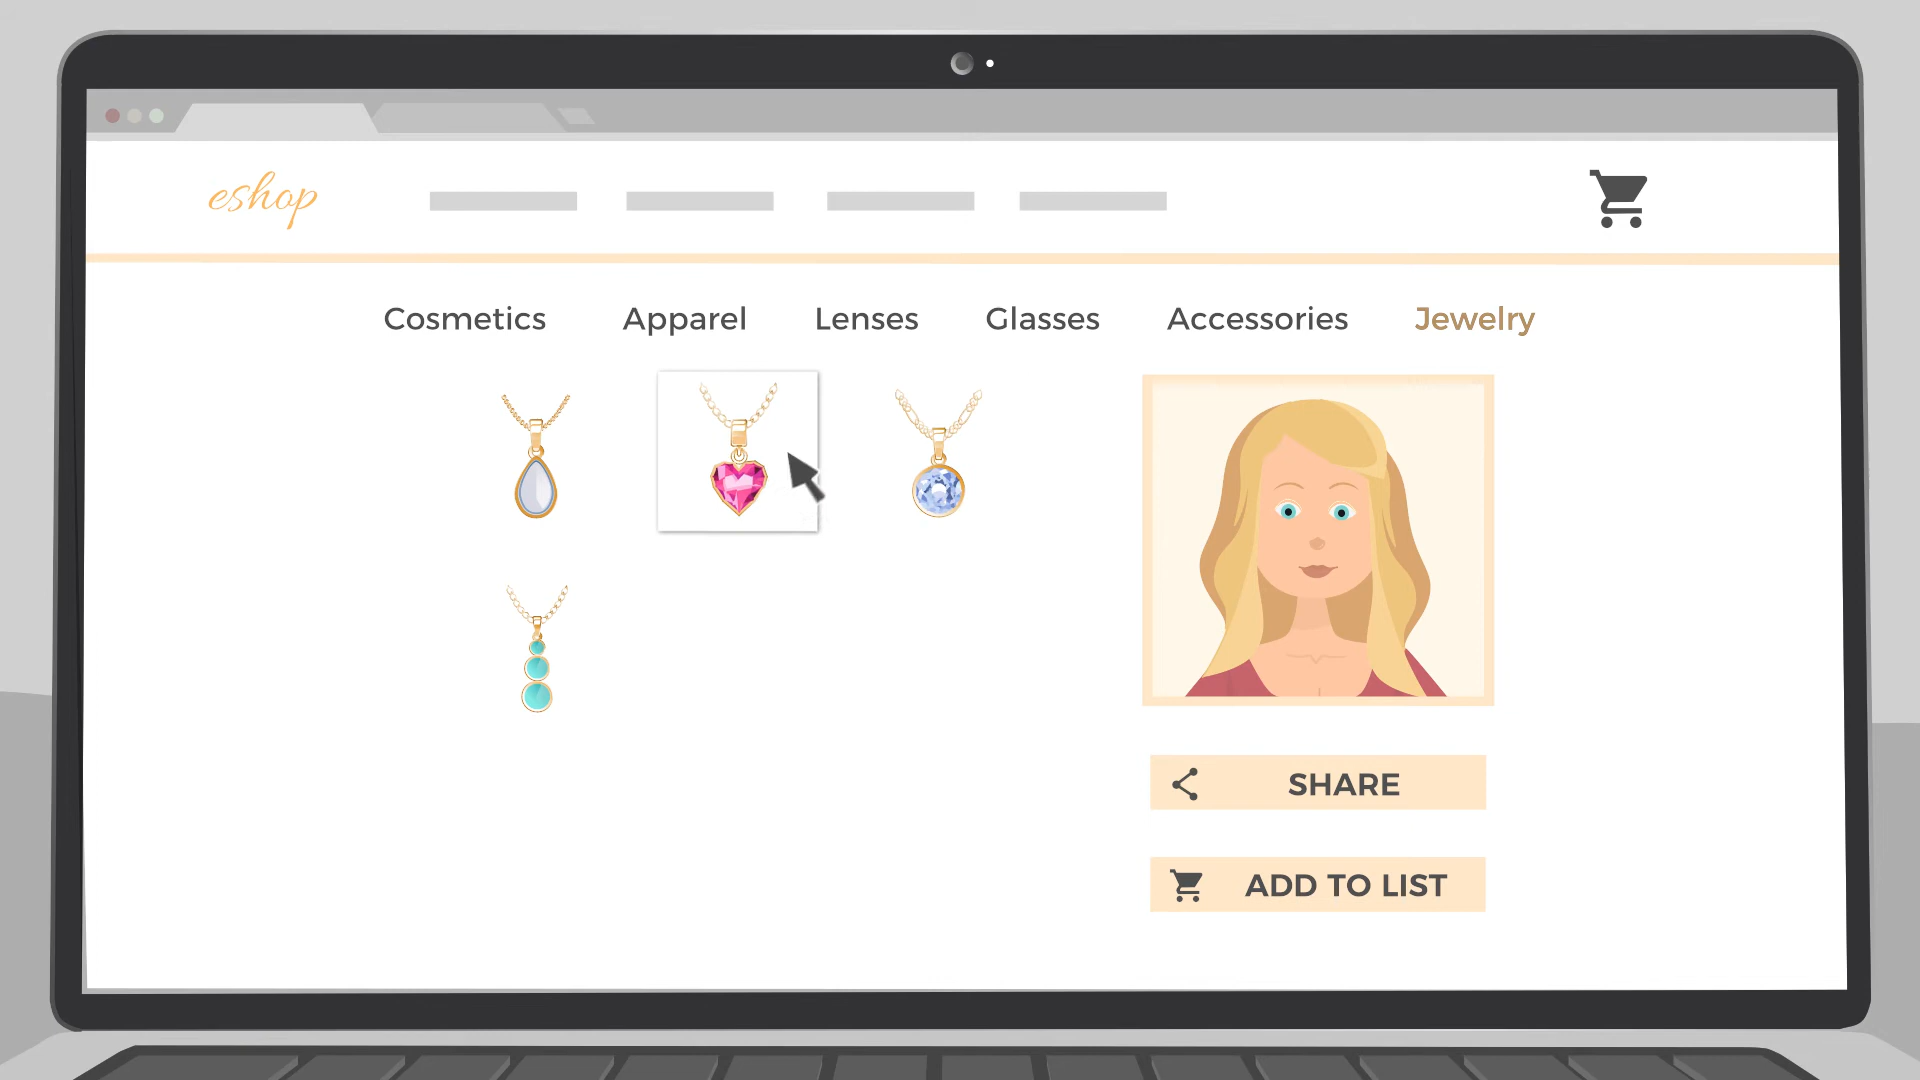 eshop
Cosmetics Apparel Lenses Glasses Accessories Jewelry
SHARE
ADD TO LIST